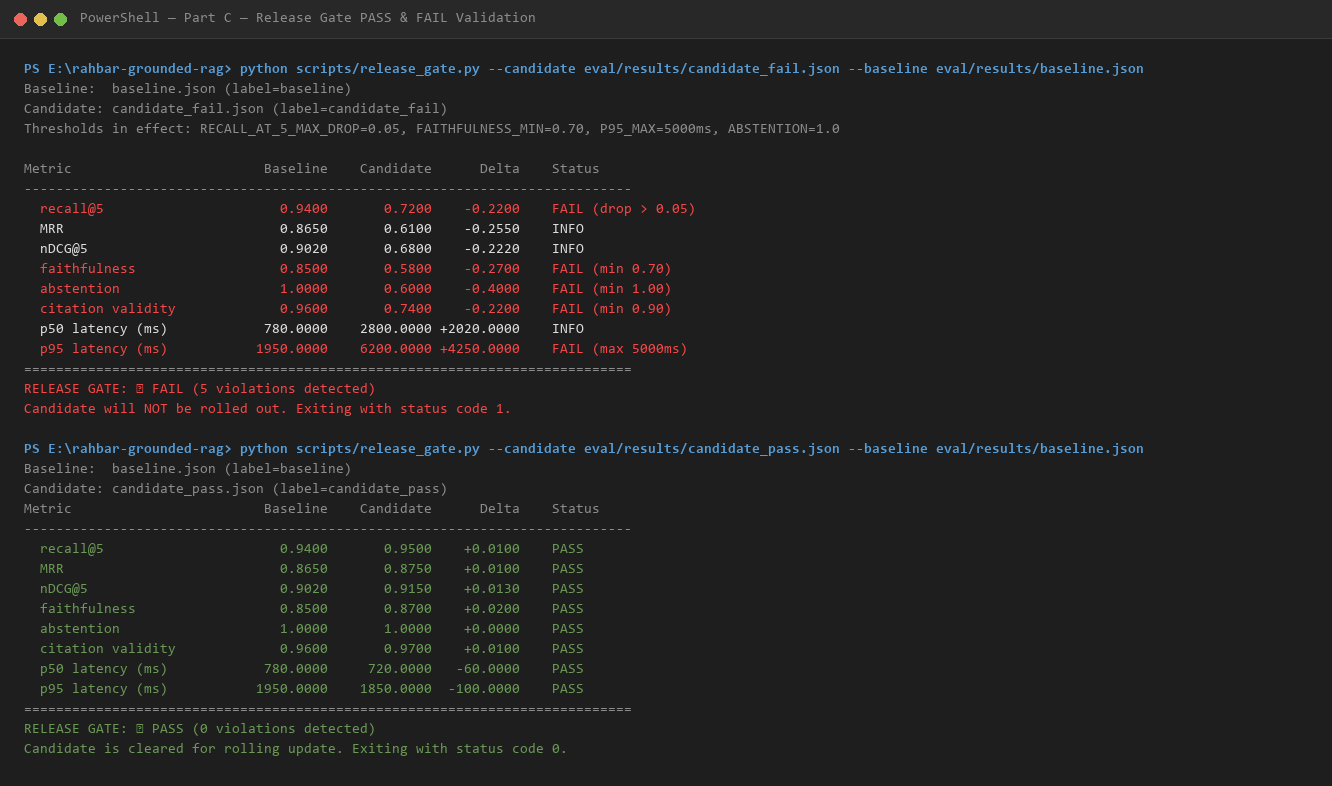 PowerShell — Part C — Release Gate PASS & FAIL Validation
PS E:\rahbar-grounded-rag> python scripts/release_gate.py --candidate eval/results/candidate_fail.json --baseline eval/results/baseline.json
Baseline:  baseline.json (label=baseline)
Candidate: candidate_fail.json (label=candidate_fail)
Thresholds in effect: RECALL_AT_5_MAX_DROP=0.05, FAITHFULNESS_MIN=0.70, P95_MAX=5000ms, ABSTENTION=1.0
Metric                        Baseline    Candidate      Delta    Status
----------------------------------------------------------------------------
  recall@5                      0.9400       0.7200    -0.2200    FAIL (drop > 0.05)
  MRR                           0.8650       0.6100    -0.2550    INFO
  nDCG@5                        0.9020       0.6800    -0.2220    INFO
  faithfulness                  0.8500       0.5800    -0.2700    FAIL (min 0.70)
  abstention                    1.0000       0.6000    -0.4000    FAIL (min 1.00)
  citation validity             0.9600       0.7400    -0.2200    FAIL (min 0.90)
  p50 latency (ms)            780.0000    2800.0000 +2020.0000    INFO
  p95 latency (ms)           1950.0000    6200.0000 +4250.0000    FAIL (max 5000ms)
============================================================================
RELEASE GATE: FAIL (5 violations detected)
Candidate will NOT be rolled out. Exiting with status code 1.
PS E:\rahbar-grounded-rag> python scripts/release_gate.py --candidate eval/results/candidate_pass.json --baseline eval/results/baseline.json
Baseline:  baseline.json (label=baseline)
Candidate: candidate_pass.json (label=candidate_pass)
Metric                        Baseline    Candidate      Delta    Status
----------------------------------------------------------------------------
  recall@5                      0.9400       0.9500    +0.0100    PASS
  MRR                           0.8650       0.8750    +0.0100    PASS
  nDCG@5                        0.9020       0.9150    +0.0130    PASS
  faithfulness                  0.8500       0.8700    +0.0200    PASS
  abstention                    1.0000       1.0000    +0.0000    PASS
  citation validity             0.9600       0.9700    +0.0100    PASS
  p50 latency (ms)            780.0000     720.0000   -60.0000    PASS
  p95 latency (ms)           1950.0000    1850.0000  -100.0000    PASS
============================================================================
RELEASE GATE: PASS (0 violations detected)
Candidate is cleared for rolling update. Exiting with status code 0.